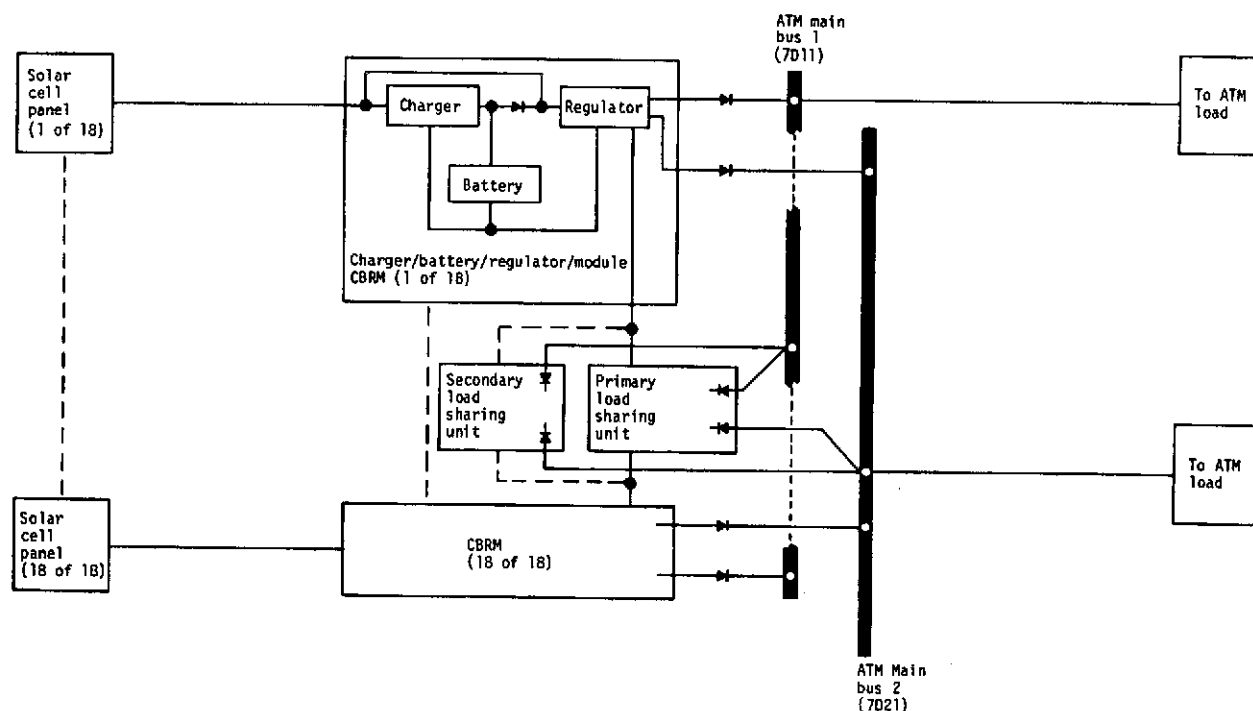 ATM main
bus 1
(7D11)
Solar
cell
panel
(1 of 18)
Charger
Regulator
To ATM
load
Battery
Charger/battery/regulator/module
CBRM (1 of 18)
Secondary
load
sharing
unit
Primary
load
sharing
unit
To ATM
load
Solar
cell
panel
(18 of 18)
CBRM
(18 of 18)
ATM Main
bus 2
(7D21)